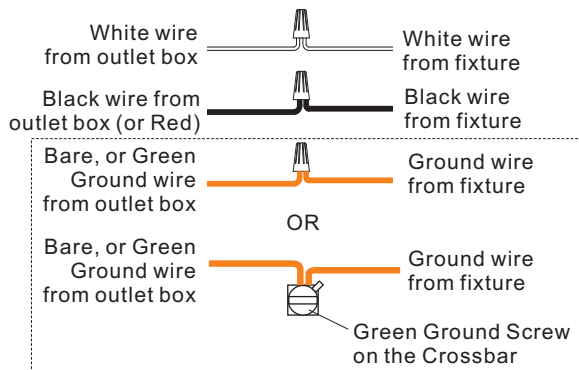 White wire
from outlet box
White wire
from fixture
Black wire from
outlet box (or Red)
Black wire
from fixture
Bare, or Green
Ground wire
from outlet box
Ground wire
from fixture
OR
Bare, or Green
Ground wire
from outlet box
Ground wire
from fixture
Green Ground Screw
on the Crossbar